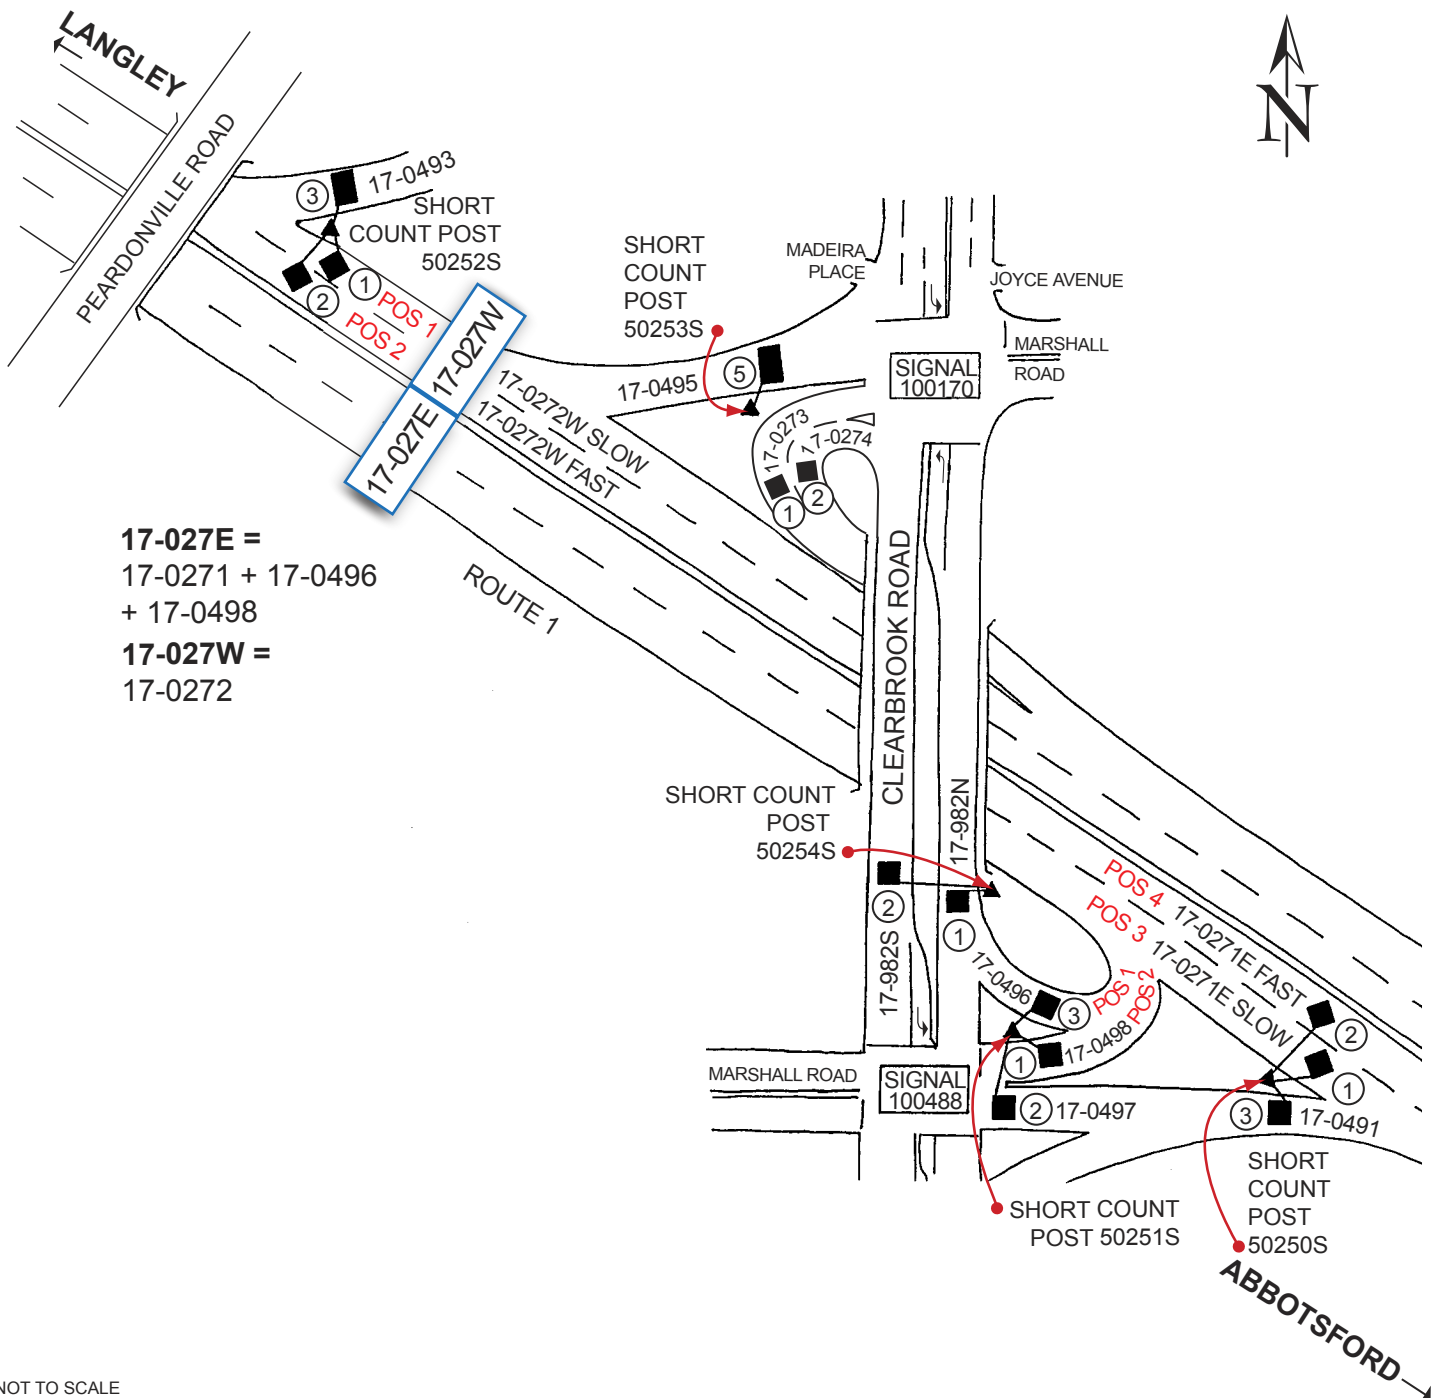 LANGLEY
N
PEARDONVILLE ROAD
3
17-0493
SHORT
COUNT POST
50252S
1
2
POS 1
POS 2
17-027W
17-027E
SHORT
COUNT
POST
50253S
MADEIRA
PLACE
JOYCE AVENUE
MARSHALL
ROAD
SIGNAL
100170
5
17-0495
17-0273
17-0274
1
2
17-0272W SLOW
17-0272W FAST
17-027E =
17-0271 + 17-0496
+ 17-0498
17-027W =
17-0272
ROUTE 1
CLEARBROOK ROAD
SHORT COUNT
POST
50254S
17-982N
2
1
17-982S
17-0496
3
POS 1
POS 2
17-0498
1
POS 4
POS 3
17-0271E FAST
17-0271E SLOW
2
1
MARSHALL ROAD
SIGNAL
100488
2
17-0497
3
17-0491
SHORT COUNT
POST 50251S
SHORT
COUNT
POST
50250S
ABBOTSFORD
NOT TO SCALE